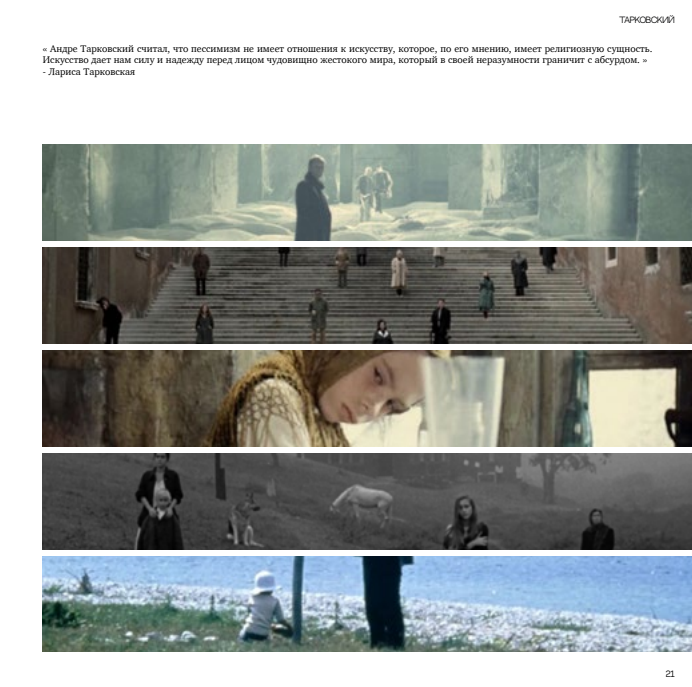 ТАРКОВСКИЙ
« Андре Тарковский считал, что пессимизм не имеет отношения к искусству, которое, по его мнению, имеет религиозную сущность.
Искусство дает нам силу и надежду перед лицом чудовищно жестокого мира, который в своей неразумности граничит с абсурдом. »
- Лариса Тарковская
21